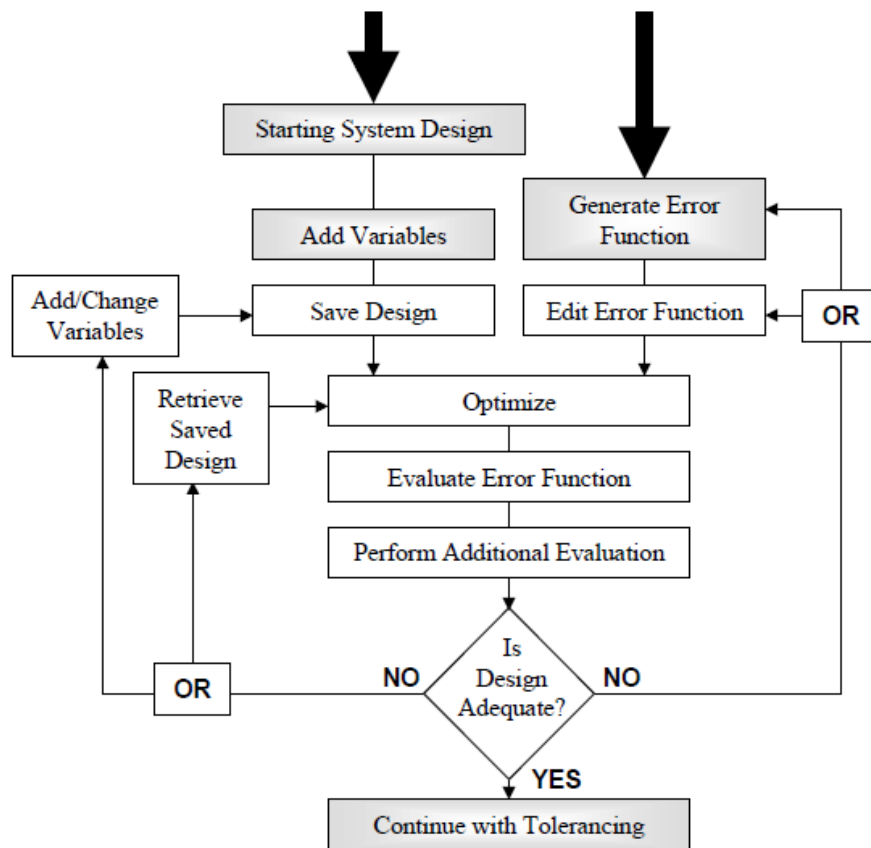 Starting System Design
Generate Error
Function
Add Variables
Add/Change
Variables
Save Design
Edit Error Function
OR
Retrieve
Saved
Design
Optimize
Evaluate Error Function
Perform Additional Evaluation
Is
Design
Adequate?
NO
NO
OR
YES
Continue with Tolerancing